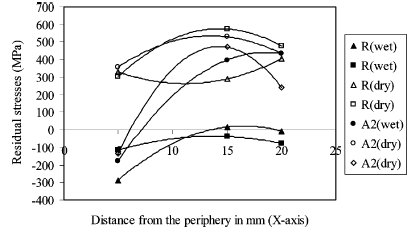 700
600
500
400
300
200
100
0
-100
-200
-300
-400
0
5
10
15
20
25
Residual stresses (MPa)
Distance from the periphery in mm (X-axis)
R(wet)
R(wet)
R(dry)
R(dry)
A2(wet)
A2(dry)
A2(dry)